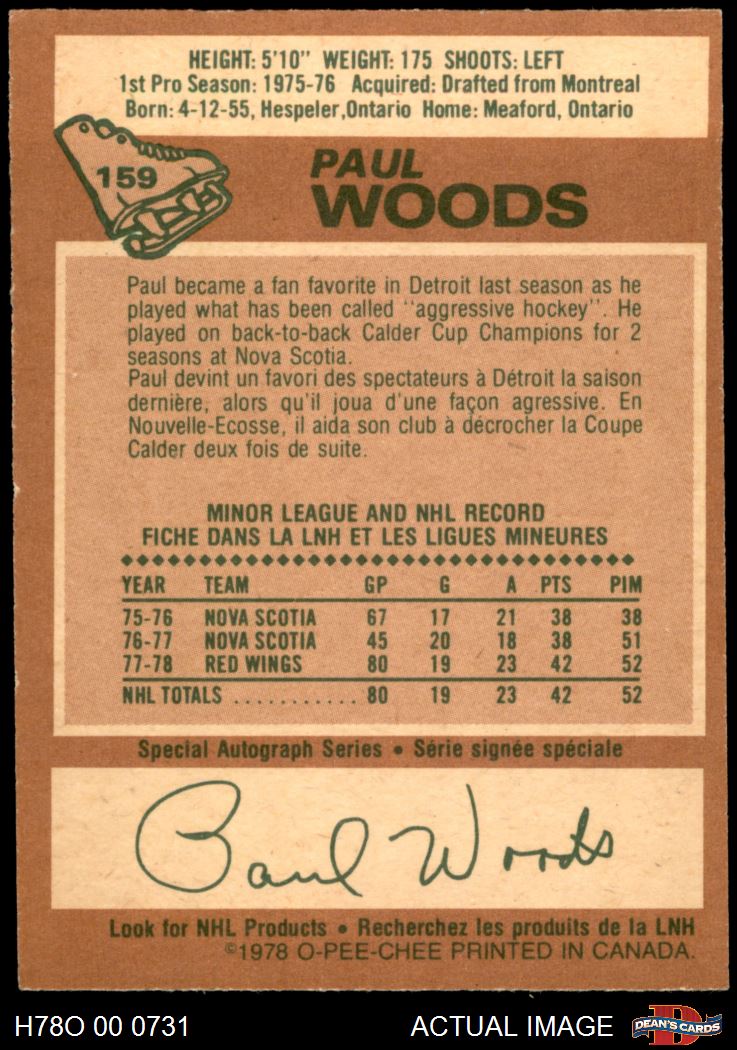 HEIGHT: 5'10" WEIGHT: 175 SHOOTS: LEFT
1st Pro Season: 1975-76 Acquired: Drafted from Montreal
Born: 4-12-55, Hespeler,Ontario Home: Meaford, Ontario
159
PAUL
WOODS
Paul became a fan favorite in Detroit last season as he
played what has been called "aggressive hockey". He
played on back-to-back Calder Cup Champions for 2
seasons at Nova Scotia.
Paul devint un favori des spectateurs à Détroit la saison
dernière, alors qu'il joua d'une façon agressive. En
Nouvelle-Ecosse, il aida son club à décrocher la Coupe
Calder deux fois de suite.
MINOR LEAGUE AND NHL RECORD
FICHE DANS LA LNH ET LES LIGUES MINEURES
YEAR TEAM GP G A PTS PIM
75-76 NOVA SCOTIA 67 17 21 38 38
76-77 NOVA SCOTIA 45 20 18 38 51
77-78 RED WINGS 80 19 23 42 52
NHL TOTALS ........... 80 19 23 42 52
Special Autograph Series • Série signée spéciale
Paul Woods
Look for NHL Products • Recherchez les produits de la LNH
©1978 O-PEE-CHEE PRINTED IN CANADA.
H78O 00 0731 ACTUAL IMAGE DEAN'S CARDS